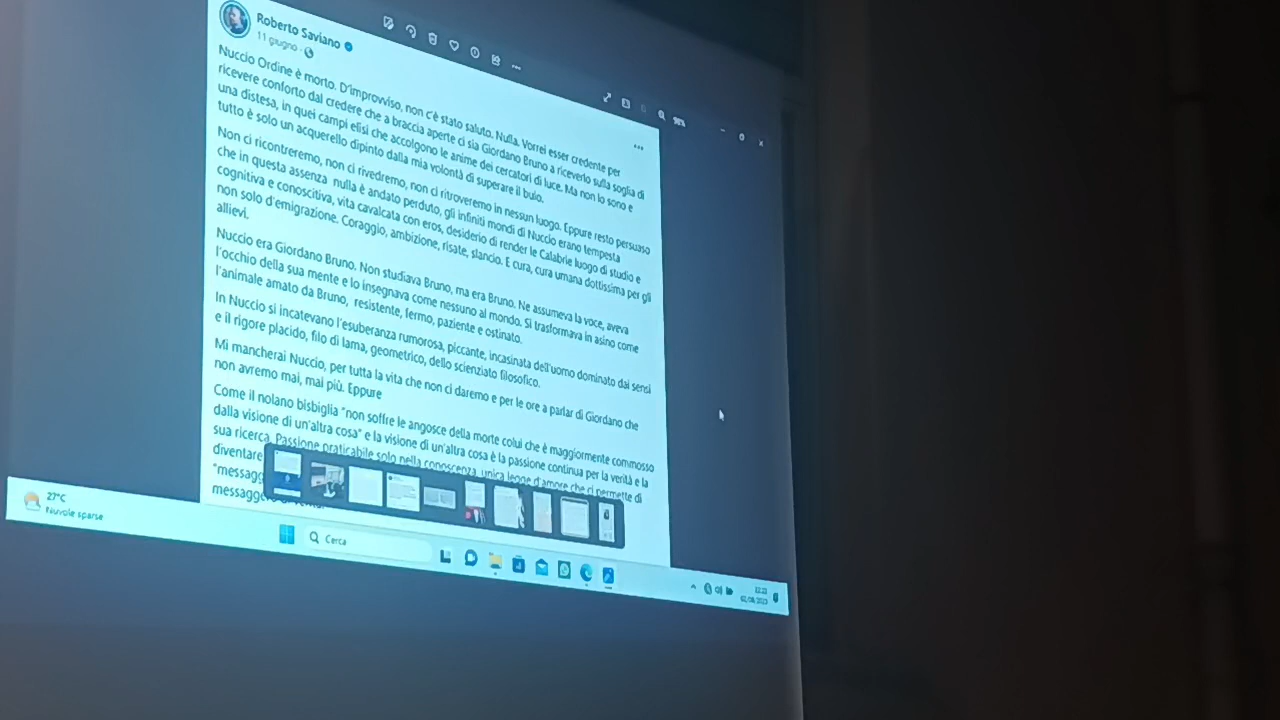 Roberto Saviano
11 giugno
98%
Nuccio Ordine è morto. D'improvviso, non c'è stato saluto. Nulla. Vorrei esser credente per
ricevere conforto dal credere che a braccia aperte ci sia Giordano Bruno a riceverlo sulla soglia di
una distesa, in quei campi elisi che accolgono le anime dei cercatori di luce. Ma non lo sono e
tutto è solo un acquerello dipinto dalla mia volontà di superare il buio.
Non ci ricontreremo, non ci rivedremo, non ci ritroveremo in nessun luogo. Eppure resto persuaso
che in questa assenza nulla è andato perduto, gli infiniti mondi di Nuccio erano tempesta
cognitiva e conoscitiva, vita cavalcata con eros, desiderio di render le Calabrie luogo di studio e
non solo d'emigrazione. Coraggio, ambizione, risate, slancio. E cura, cura umana dottissima per gli
allievi.
Nuccio era Giordano Bruno. Non studiava Bruno, ma era Bruno. Ne assumeva la voce, aveva
l'occhio della sua mente e lo insegnava come nessuno al mondo. Si trasformava in asino come
l'animale amato da Bruno, resistente, fermo, paziente e ostinato.
In Nuccio si incatevano l'esuberanza rumorosa, piccante, incasinata dell'uomo dominato dai sensi
e il rigore placido, filo di lama, geometrico, dello scienziato filosofico.
Mi mancherai Nuccio, per tutta la vita che non ci daremo e per le ore a parlar di Giordano che
non avremo mai, mai più. Eppure
Come il nolano bisbiglia "non soffre le angosce della morte colui che è maggiormente commosso
dalla visione di un'altra cosa" e la visione di un'altra cosa è la passione continua per la verità e la
sua ricerca. Passione praticabile solo nella conoscenza, unica legge d'amore che ci permette di
diventare
"messagg
messagger
27°C
Nuvole sparse
Cerca